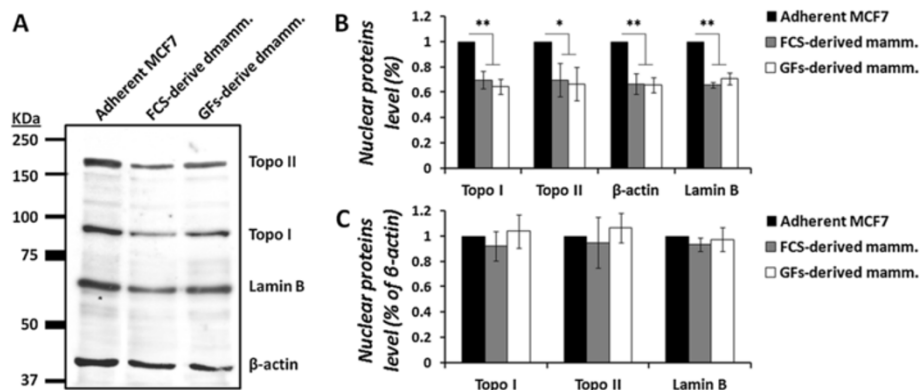 A
Adherent MCF7
FCS-derive dmamm.
GFs-derive dmamm.
KDa
250
150
100
75
50
37
Topo II
Topo I
Lamin B
β-actin
B
Nuclear proteins
level (%)
1.2
1
0.8
0.6
0.4
0.2
0
** * ** **
Topo I Topo II β-actin Lamin B
Adherent MCF7
FCS-derived mamm.
GFs-derived mamm.
C
Nuclear proteins
level (% of β-actin)
1.2
1
0.8
0.6
0.4
0.2
0
Topo I Topo II Lamin B
Adherent MCF7
FCS-derived mamm.
GFs-derived mamm.